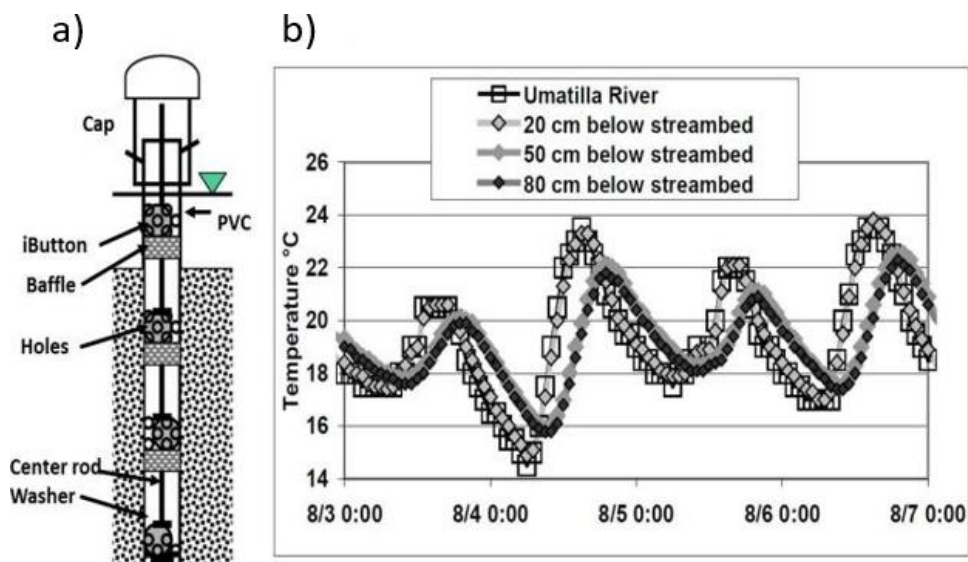 a)
Cap
PVC
iButton
Baffle
Holes
Center rod
Washer
b)
Umatilla River
20 cm below streambed
50 cm below streambed
80 cm below streambed
Temperature °C
26
24
22
20
18
16
14
8/3 0:00
8/4 0:00
8/5 0:00
8/6 0:00
8/7 0:00